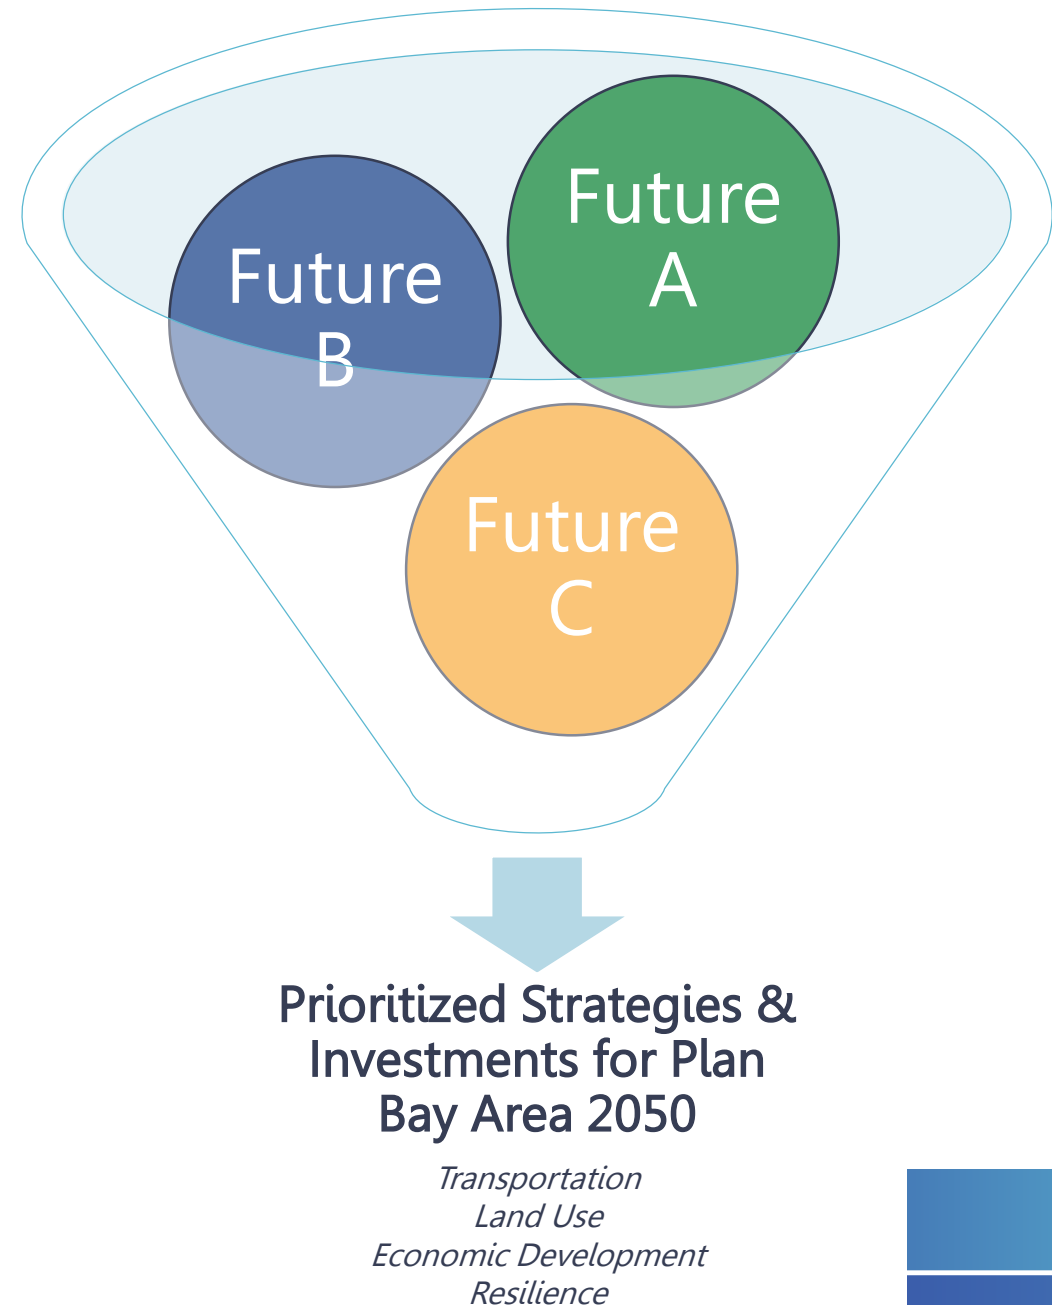 Future
A
Future
B
Future
C
Prioritized Strategies &
Investments for Plan
Bay Area 2050
Transportation
Land Use
Economic Development
Resilience